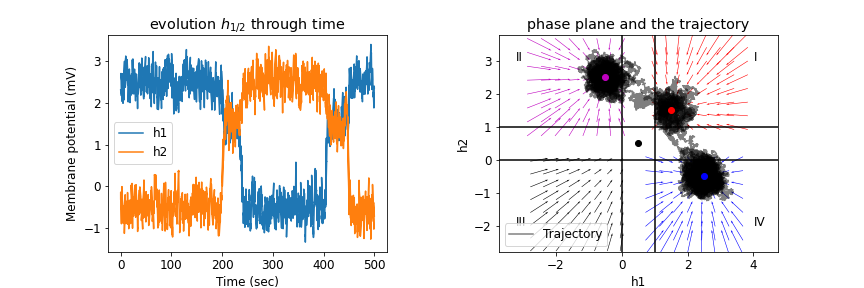 evolution h1/2 through time
Membrane potential (mV)
3
2
1
0
−1
h1
h2
0 100 200 300 400 500
Time (sec)
phase plane and the trajectory
h2
3
2
1
0
−1
−2
II
I
III
IV
Trajectory
−2 0 2 4
h1